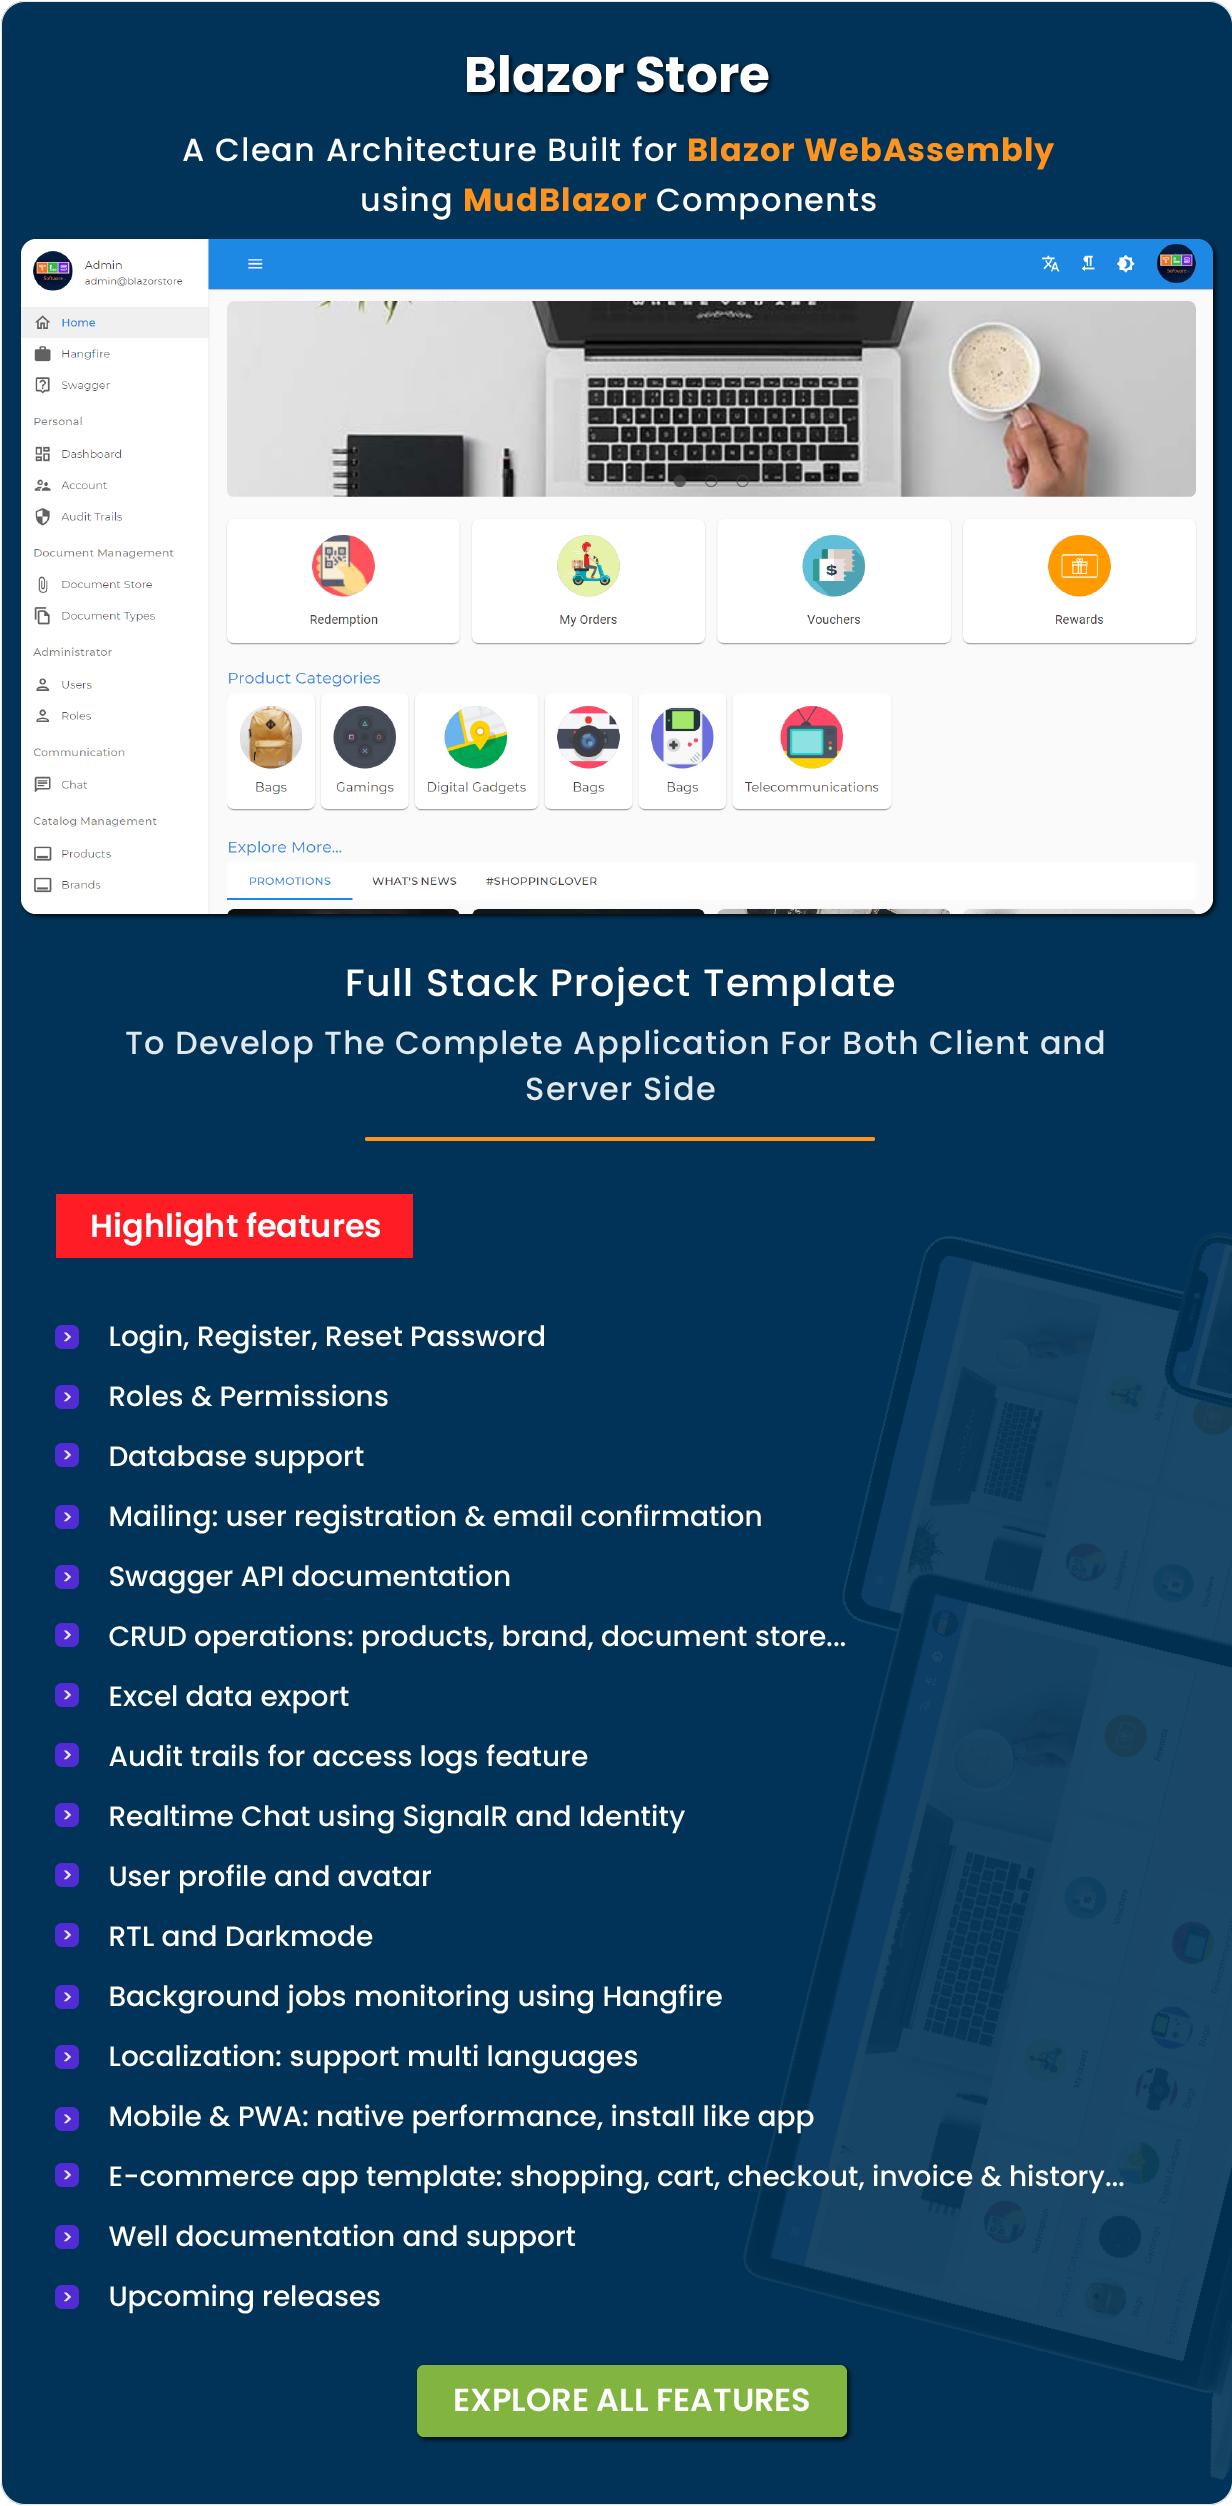 Blazor Store
A Clean Architecture Built for Blazor WebAssembly
using MudBlazor Components
TLS
Software
Admin
admin@blazorstore
TLS
Software
Home
Hangfire
Swagger
Personal
Dashboard
Account
Audit Trails
Document Management
Document Store
Document Types
Administrator
Users
Roles
Communication
Chat
Catalog Management
Products
Brands
WHERE YOU ARE
Redemption
My Orders
Vouchers
Rewards
Product Categories
Bags
Gamings
Digital Gadgets
Bags
Bags
Telecommunications
Explore More...
PROMOTIONS
WHAT'S NEWS
#SHOPPINGLOVER
Full Stack Project Template
To Develop The Complete Application For Both Client and
Server Side
Highlight features
Login, Register, Reset Password
Roles & Permissions
Database support
Mailing: user registration & email confirmation
Swagger API documentation
CRUD operations: products, brand, document store...
Excel data export
Audit trails for access logs feature
Realtime Chat using SignalR and Identity
User profile and avatar
RTL and Darkmode
Background jobs monitoring using Hangfire
Localization: support multi languages
Mobile & PWA: native performance, install like app
E-commerce app template: shopping, cart, checkout, invoice & history...
Well documentation and support
Upcoming releases
EXPLORE ALL FEATURES